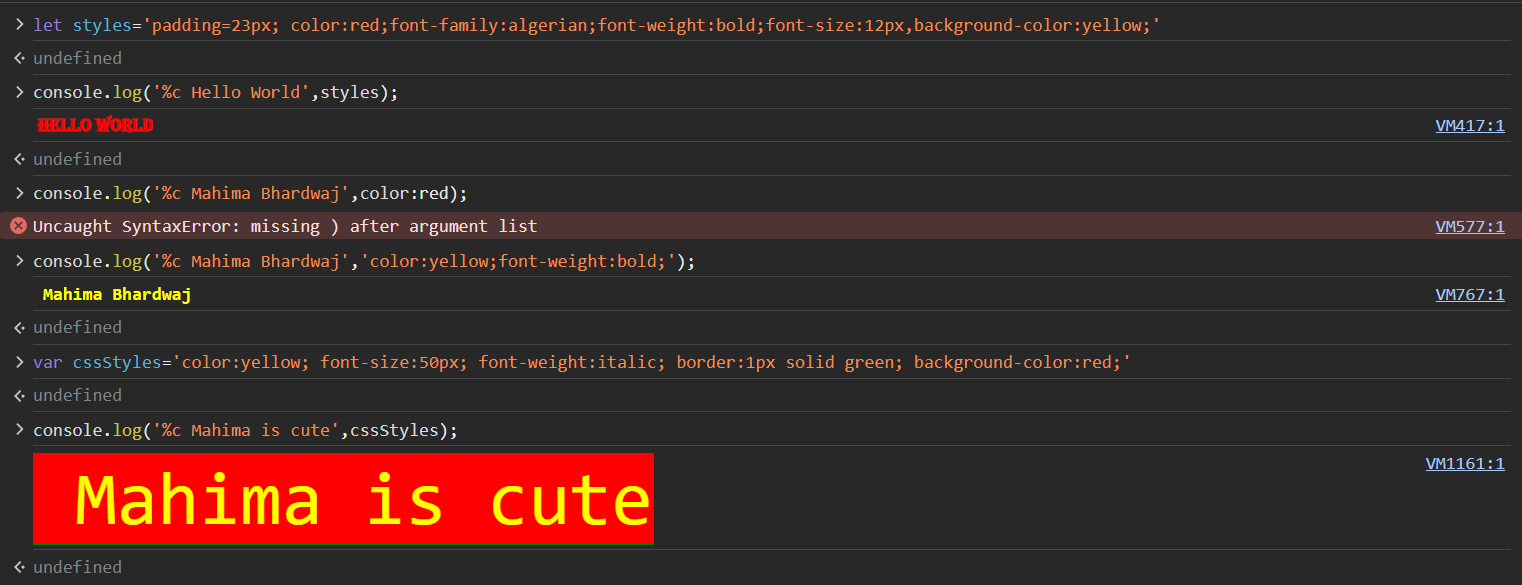 > let styles='padding=23px; color:red;font-family:algerian;font-weight:bold;font-size:12px,background-color:yellow;'
undefined
> console.log('%c Hello World',styles);
HELLO WORLD VM417:1
undefined
> console.log('%c Mahima Bhardwaj',color:red);
Uncaught SyntaxError: missing ) after argument list VM577:1
> console.log('%c Mahima Bhardwaj','color:yellow;font-weight:bold;');
Mahima Bhardwaj VM767:1
undefined
> var cssStyles='color:yellow; font-size:50px; font-weight:italic; border:1px solid green; background-color:red;'
undefined
> console.log('%c Mahima is cute',cssStyles);
Mahima is cute VM1161:1
undefined